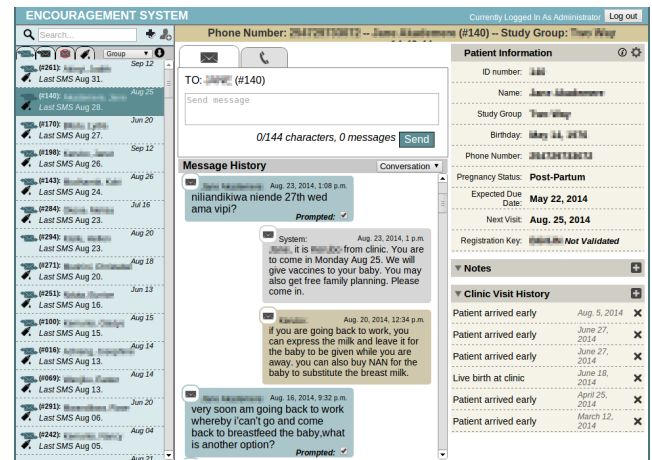 ENCOURAGEMENT SYSTEM
Currently Logged In As Administrator Log out
Search...
Phone Number: -- (#140) -- Study Group:
Group
(#261): Sep 12
Last SMS Aug 31.
(#140): Aug 25
Last SMS Aug 28.
(#170): Jun 20
Last SMS Aug 27.
(#198): Sep 12
Last SMS Aug 26.
(#143): Aug 26
Last SMS Aug 24.
(#284): Jul 16
Last SMS Aug 23.
(#294): Aug 20
Last SMS Aug 23.
(#271): Aug 18
Last SMS Aug 20.
(#251): Jun 13
Last SMS Aug 16.
(#100): Aug 15
Last SMS Aug 15.
(#016): Aug 14
Last SMS Aug 13.
(#069): Aug 14
Last SMS Aug 13.
(#291): Jun 20
Last SMS Aug 06.
(#242): Aug 04
Last SMS Aug 05.
Aug 21
TO: (#140)
Send message
0/144 characters, 0 messages Send
Message History Conversation
Aug. 23, 2014, 1:08 p.m.
niliandikiwa niende 27th wed
ama vipi?
Prompted:
System: Aug. 23, 2014, 1 p.m.
, it is from clinic. You are
to come in Monday Aug 25. We will
give vaccines to your baby. You may
also get free family planning. Please
come in.
Aug. 20, 2014, 12:34 p.m.
if you are going back to work, you
can express the milk and leave it for
the baby to be given while you are
away. you can also buy NAN for the
baby to substitute the breast milk.
Aug. 16, 2014, 9:32 p.m.
very soon am going back to work
whereby i'can't go and come
back to breastfeed the baby,what
is another option?
Prompted:
Patient Information
ID number:
Name:
Study Group
Birthday:
Phone Number:
Pregnancy Status: Post-Partum
Expected Due
Date: May 22, 2014
Next Visit: Aug. 25, 2014
Registration Key: Not Validated
Notes
Clinic Visit History
Patient arrived early Aug. 5, 2014
Patient arrived early June 27,
2014
Patient arrived early June 27,
2014
Live birth at clinic June 18,
2014
Patient arrived early April 25,
2014
Patient arrived early March 12,
2014